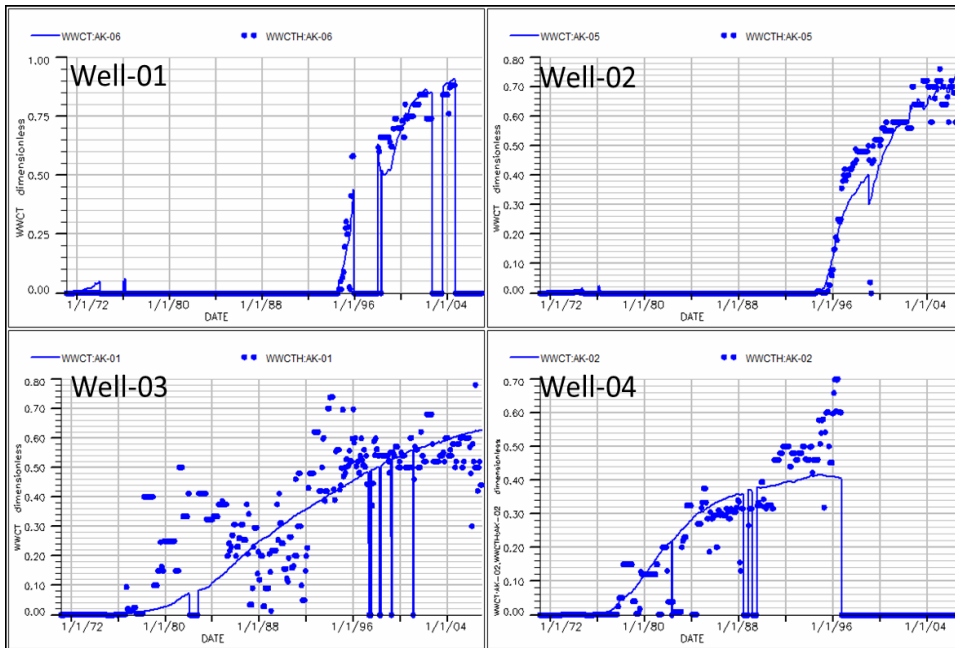 WWCT:AK-06 WWCTH:AK-06
Well-01
1.00
0.75
0.50
0.25
0.00
WWCT dimensionless
1/1/72 1/1/80 1/1/88 1/1/96 1/1/04
DATE
WWCT:AK-05 WWCTH:AK-05
Well-02
0.80
0.70
0.60
0.50
0.40
0.30
0.20
0.10
0.00
WWCT dimensionless
1/1/72 1/1/80 1/1/88 1/1/96 1/1/04
DATE
WWCT:AK-01 WWCTH:AK-01
Well-03
0.80
0.70
0.60
0.50
0.40
0.30
0.20
0.10
0.00
WWCT dimensionless
1/1/72 1/1/80 1/1/88 1/1/96 1/1/04
DATE
WWCT:AK-02 WWCTH:AK-02
Well-04
0.70
0.60
0.50
0.40
0.30
0.20
0.10
0.00
WWCT:AK-02,WWCTH:AK-02 dimensionless
1/1/72 1/1/80 1/1/88 1/1/96 1/1/04
DATE